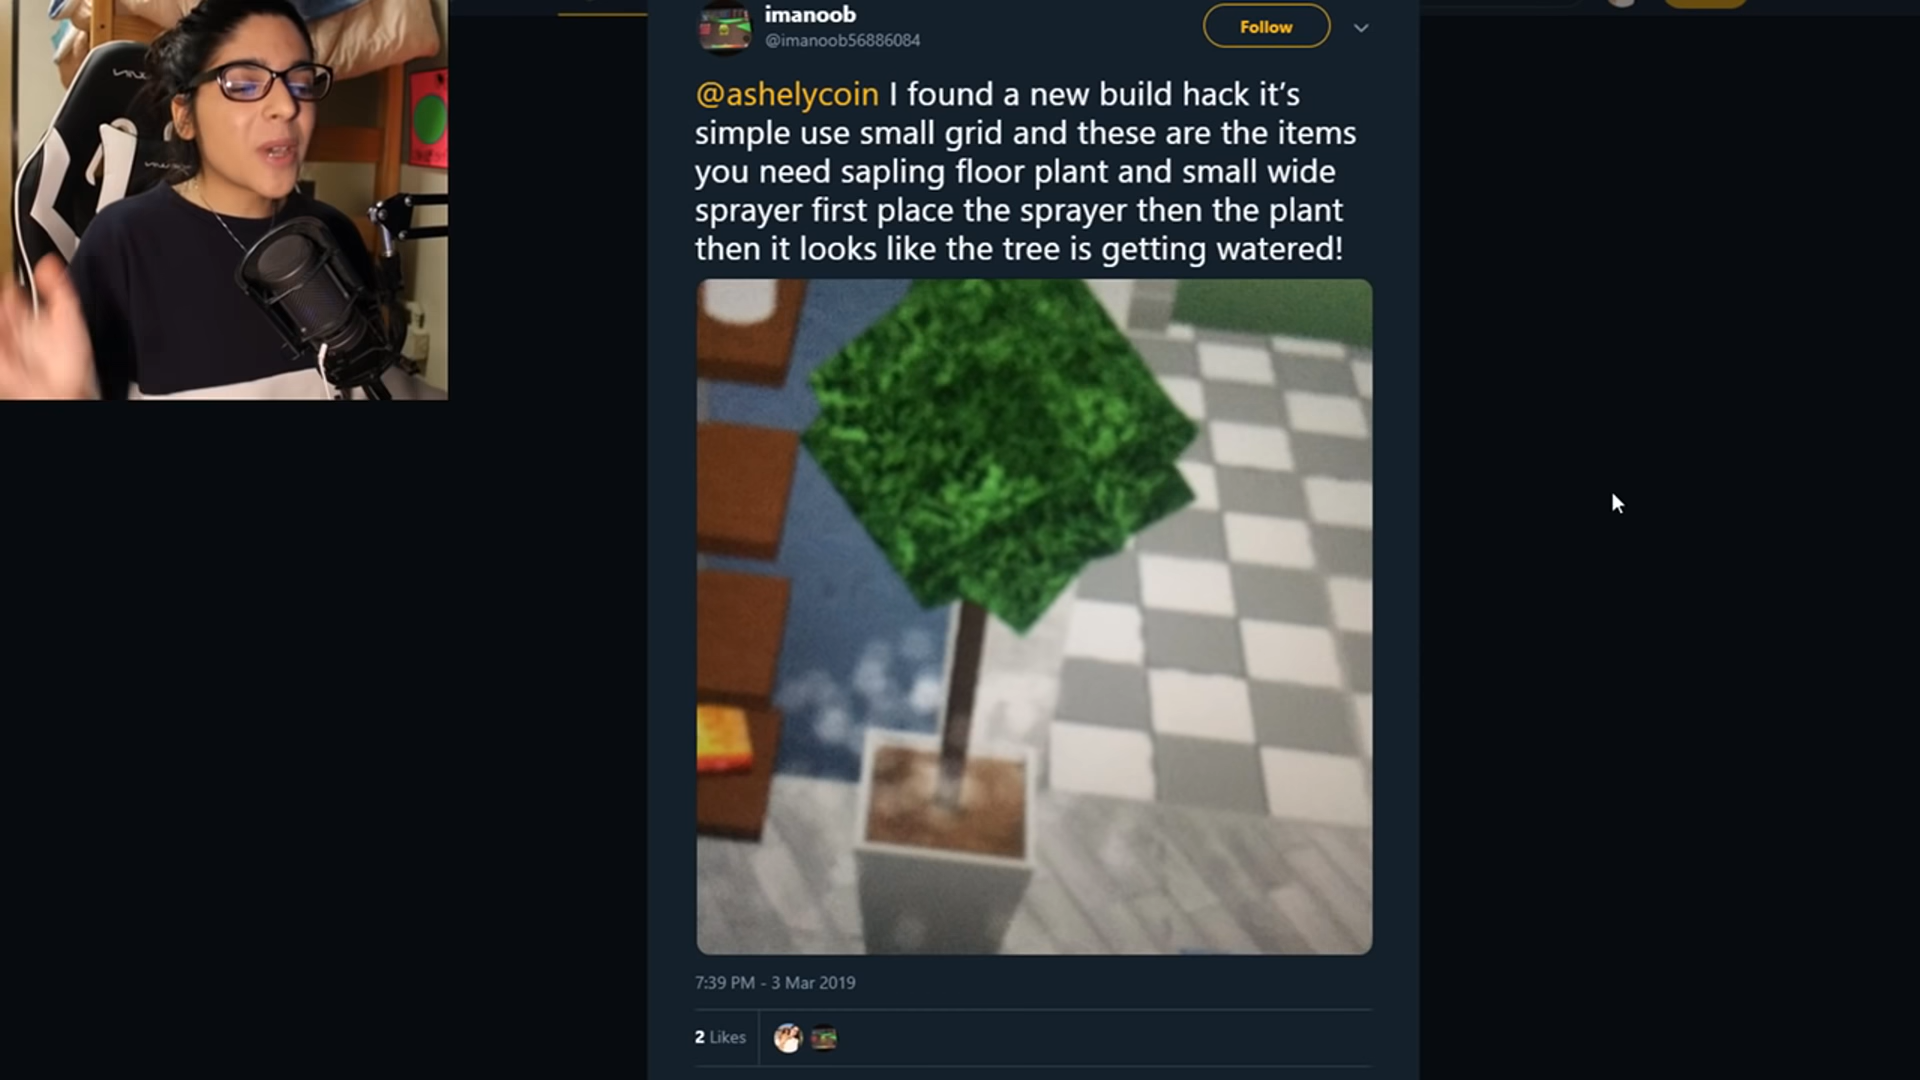 imanoob
@imanoob56886084
Follow
@ashelycoin I found a new build hack it’s
simple use small grid and these are the items
you need sapling floor plant and small wide
sprayer first place the sprayer then the plant
then it looks like the tree is getting watered!
7:39 PM - 3 Mar 2019
2 Likes